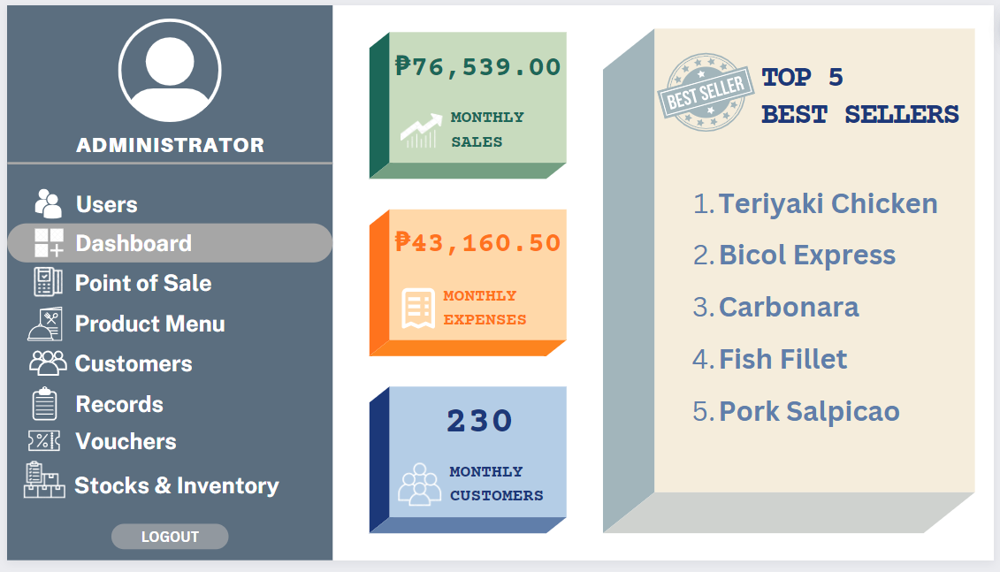 ADMINISTRATOR
Users
Dashboard
Point of Sale
Product Menu
Customers
Records
Vouchers
Stocks & Inventory
LOGOUT
₱76,539.00
MONTHLY
SALES
₱43,160.50
MONTHLY
EXPENSES
230
MONTHLY
CUSTOMERS
BEST SELLER
TOP 5
BEST SELLERS
1. Teriyaki Chicken
2. Bicol Express
3. Carbonara
4. Fish Fillet
5. Pork Salpicao